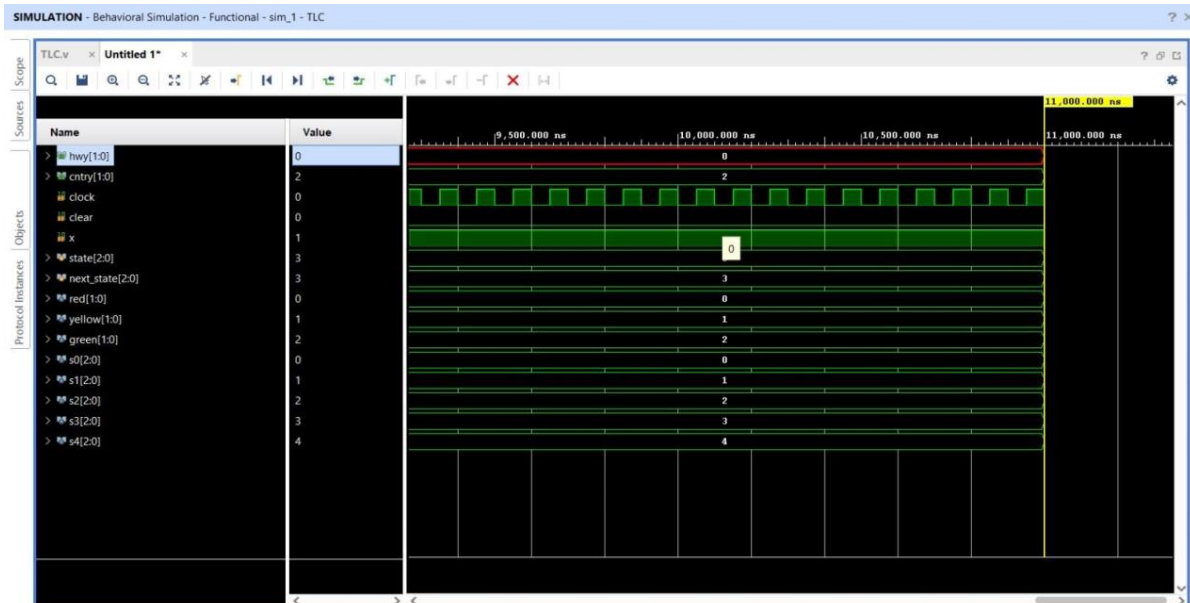 SIMULATION - Behavioral Simulation - Functional - sim_1 - TLC ?
Scope
Sources
Objects
Protocol Instances
TLC.v × Untitled 1* × ?
11,000.000 ns
Name Value 9,500.000 ns 10,000.000 ns 10,500.000 ns 11,000.000 ns
hwy[1:0] 0 0
cntry[1:0] 2 2
clock 0
clear 0
x 1
0
state[2:0] 3
next_state[2:0] 3 3
red[1:0] 0 0
yellow[1:0] 1 1
green[1:0] 2 2
s0[2:0] 0 0
s1[2:0] 1 1
s2[2:0] 2 2
s3[2:0] 3 3
s4[2:0] 4 4